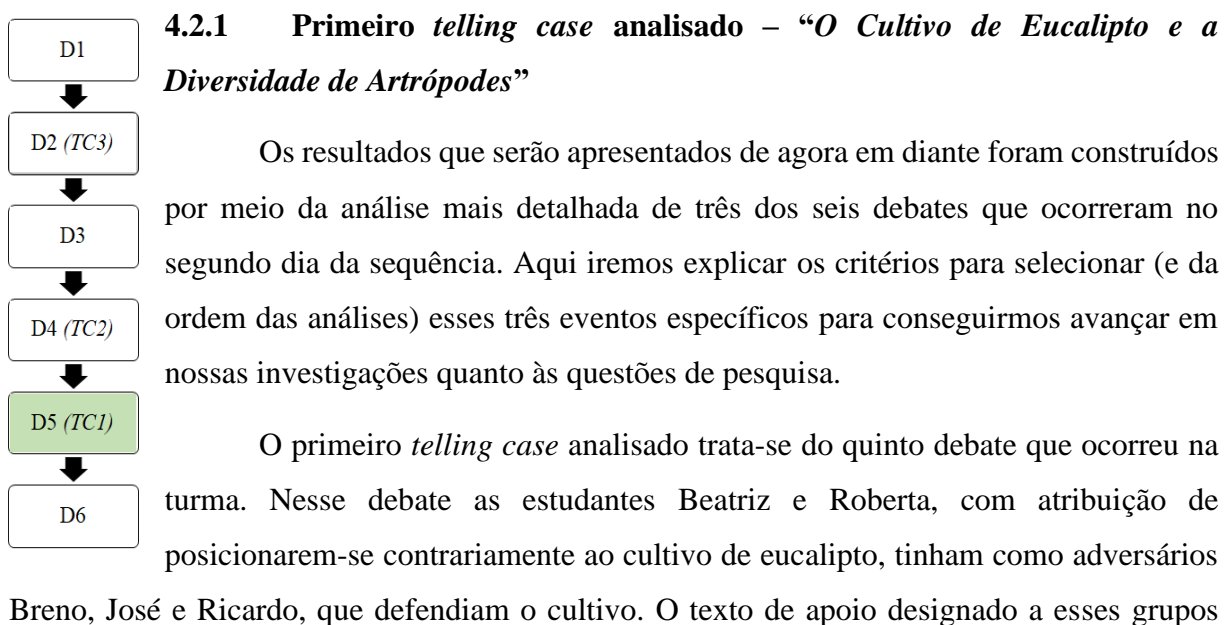 D1
D2 (TC3)
D3
D4 (TC2)
D5 (TC1)
D6
4.2.1 Primeiro telling case analisado – “O Cultivo de Eucalipto e a
Diversidade de Artrópodes”
Os resultados que serão apresentados de agora em diante foram construídos
por meio da análise mais detalhada de três dos seis debates que ocorreram no
segundo dia da sequência. Aqui iremos explicar os critérios para selecionar (e da
ordem das análises) esses três eventos específicos para conseguirmos avançar em
nossas investigações quanto às questões de pesquisa.
O primeiro telling case analisado trata-se do quinto debate que ocorreu na
turma. Nesse debate as estudantes Beatriz e Roberta, com atribuição de
posicionarem-se contrariamente ao cultivo de eucalipto, tinham como adversários
Breno, José e Ricardo, que defendiam o cultivo. O texto de apoio designado a esses grupos